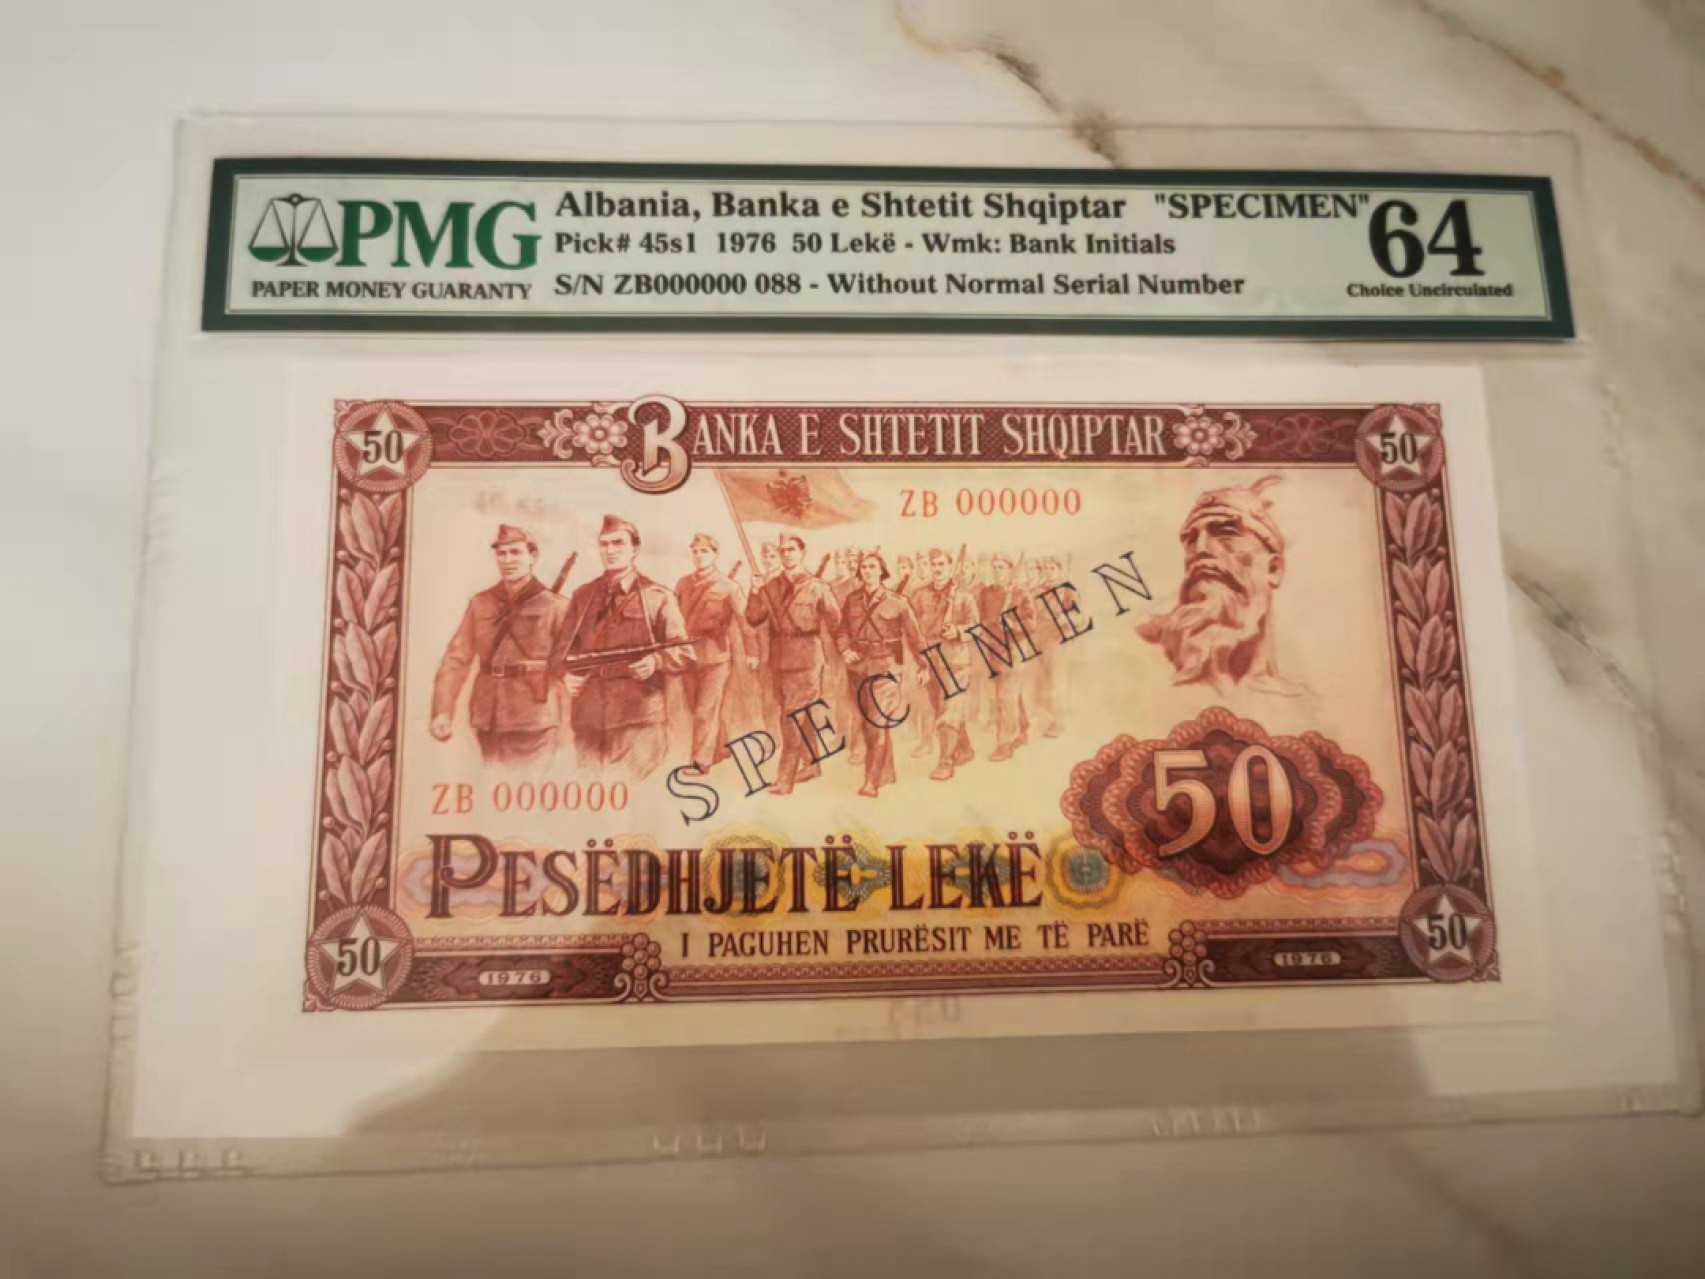 PMG
PAPER MONEY GUARANTY
Albania, Banka e Shtetit Shqiptar "SPECIMEN"
Pick# 45s1 1976 50 Lekë - Wmk: Bank Initials
S/N ZB000000 088 - Without Normal Serial Number
64
Choice Uncirculated
50
BANKA E SHTETIT SHQIPTAR
50
ZB 000000
SPECIMEN
ZB 000000
50
PESËDHJETË LEKË
I PAGUHEN PRURËSIT ME TË PARË
50
1976
1976
50